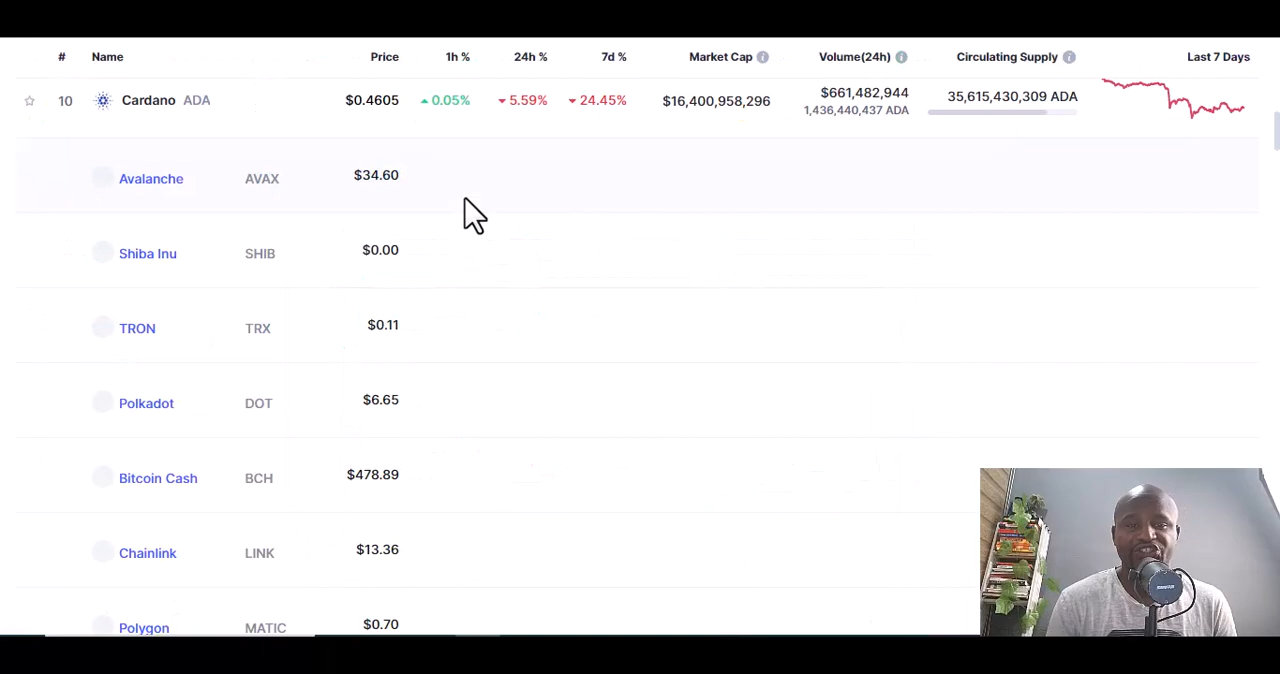 # Name Price 1h % 24h % 7d % Market Cap Volume(24h) Circulating Supply Last 7 Days
10 Cardano ADA $0.4605 0.05% 5.59% 24.45% $16,400,958,296 $661,482,944 35,615,430,309 ADA
1,436,440,437 ADA
Avalanche AVAX $34.60
Shiba Inu SHIB $0.00
TRON TRX $0.11
Polkadot DOT $6.65
Bitcoin Cash BCH $478.89
Chainlink LINK $13.36
Polygon MATIC $0.70